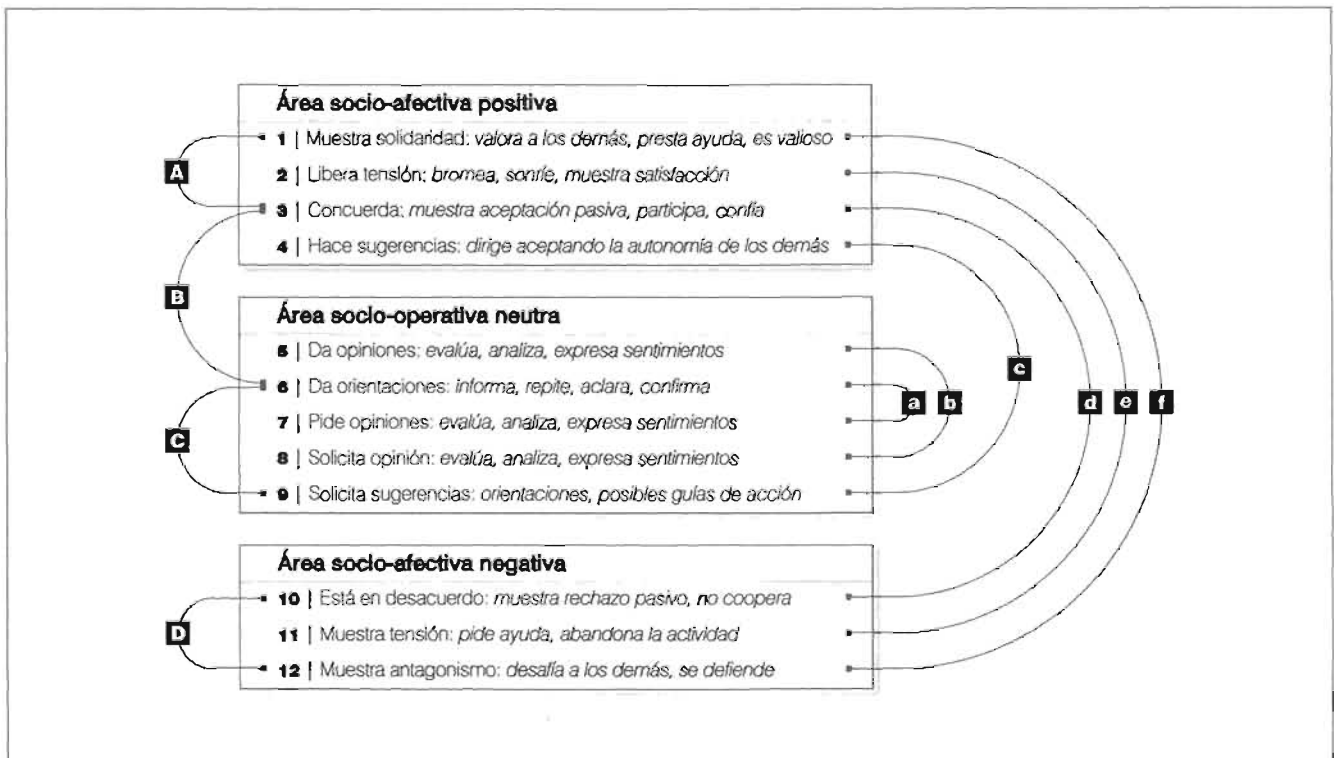 Área socio-afectiva positiva
1 | Muestra solidaridad: valora a los demás, presta ayuda, es valioso
A
2 | Libera tensión: bromea, sonríe, muestra satisfacción
3 | Concuerda: muestra aceptación pasiva, participa, confía
4 | Hace sugerencias: dirige aceptando la autonomía de los demás
B
Área socio-operativa neutra
5 | Da opiniones: evalúa, analiza, expresa sentimientos
6 | Da orientaciones: informa, repite, aclara, confirma
7 | Pide opiniones: evalúa, analiza, expresa sentimientos
C
8 | Solicita opinión: evalúa, analiza, expresa sentimientos
9 | Solicita sugerencias: orientaciones, posibles guías de acción
c
a b d e f
Área socio-afectiva negativa
10 | Está en desacuerdo: muestra rechazo pasivo, no coopera
D
11 | Muestra tensión: pide ayuda, abandona la actividad
12 | Muestra antagonismo: desafía a los demás, se defiende